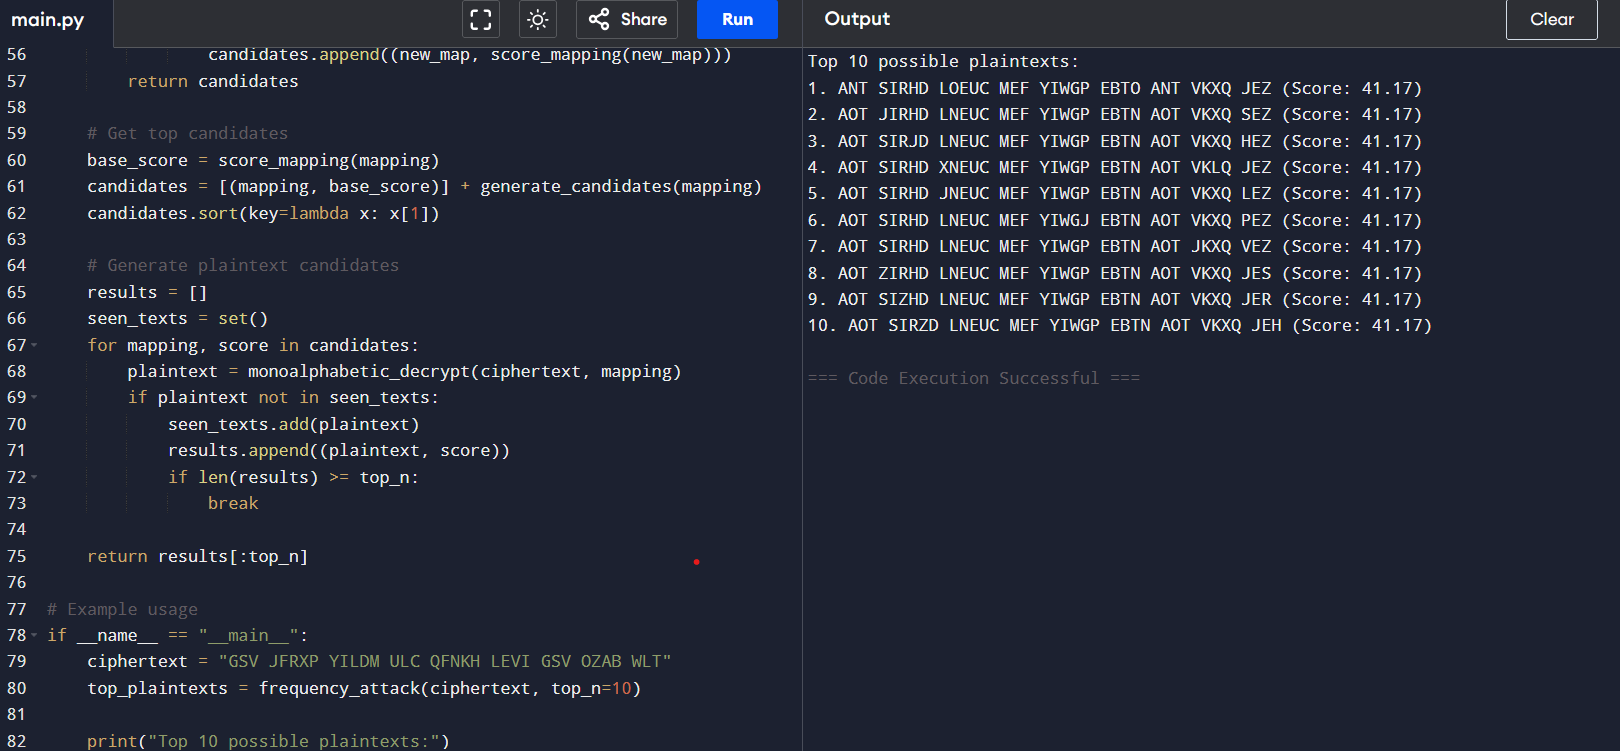 main.py
Share
Run
Output
Clear
56 candidates.append((new_map, score_mapping(new_map)))
57 return candidates
58
59 # Get top candidates
60 base_score = score_mapping(mapping)
61 candidates = [(mapping, base_score)] + generate_candidates(mapping)
62 candidates.sort(key=lambda x: x[1])
63
64 # Generate plaintext candidates
65 results = []
66 seen_texts = set()
67 for mapping, score in candidates:
68 plaintext = monoalphabetic_decrypt(ciphertext, mapping)
69 if plaintext not in seen_texts:
70 seen_texts.add(plaintext)
71 results.append((plaintext, score))
72 if len(results) >= top_n:
73 break
74
75 return results[:top_n]
76
77 # Example usage
78 if __name__ == "__main__":
79 ciphertext = "GSV JFRXP YILDM ULC QFNKH LEVI GSV OZAB WLT"
80 top_plaintexts = frequency_attack(ciphertext, top_n=10)
81
82 print("Top 10 possible plaintexts:")
Top 10 possible plaintexts:
1. ANT SIRHD LOEUC MEF YIWGP EBTO ANT VKXQ JEZ (Score: 41.17)
2. AOT JIRHD LNEUC MEF YIWGP EBTN AOT VKXQ SEZ (Score: 41.17)
3. AOT SIRJD LNEUC MEF YIWGP EBTN AOT VKXQ HEZ (Score: 41.17)
4. AOT SIRHD XNEUC MEF YIWGP EBTN AOT VKLQ JEZ (Score: 41.17)
5. AOT SIRHD JNEUC MEF YIWGP EBTN AOT VKXQ LEZ (Score: 41.17)
6. AOT SIRHD LNEUC MEF YIWGJ EBTN AOT VKXQ PEZ (Score: 41.17)
7. AOT SIRHD LNEUC MEF YIWGP EBTN AOT JKXQ VEZ (Score: 41.17)
8. AOT ZIRHD LNEUC MEF YIWGP EBTN AOT VKXQ JES (Score: 41.17)
9. AOT SIZHD LNEUC MEF YIWGP EBTN AOT VKXQ JER (Score: 41.17)
10. AOT SIRZD LNEUC MEF YIWGP EBTN AOT VKXQ JEH (Score: 41.17)
=== Code Execution Successful ===